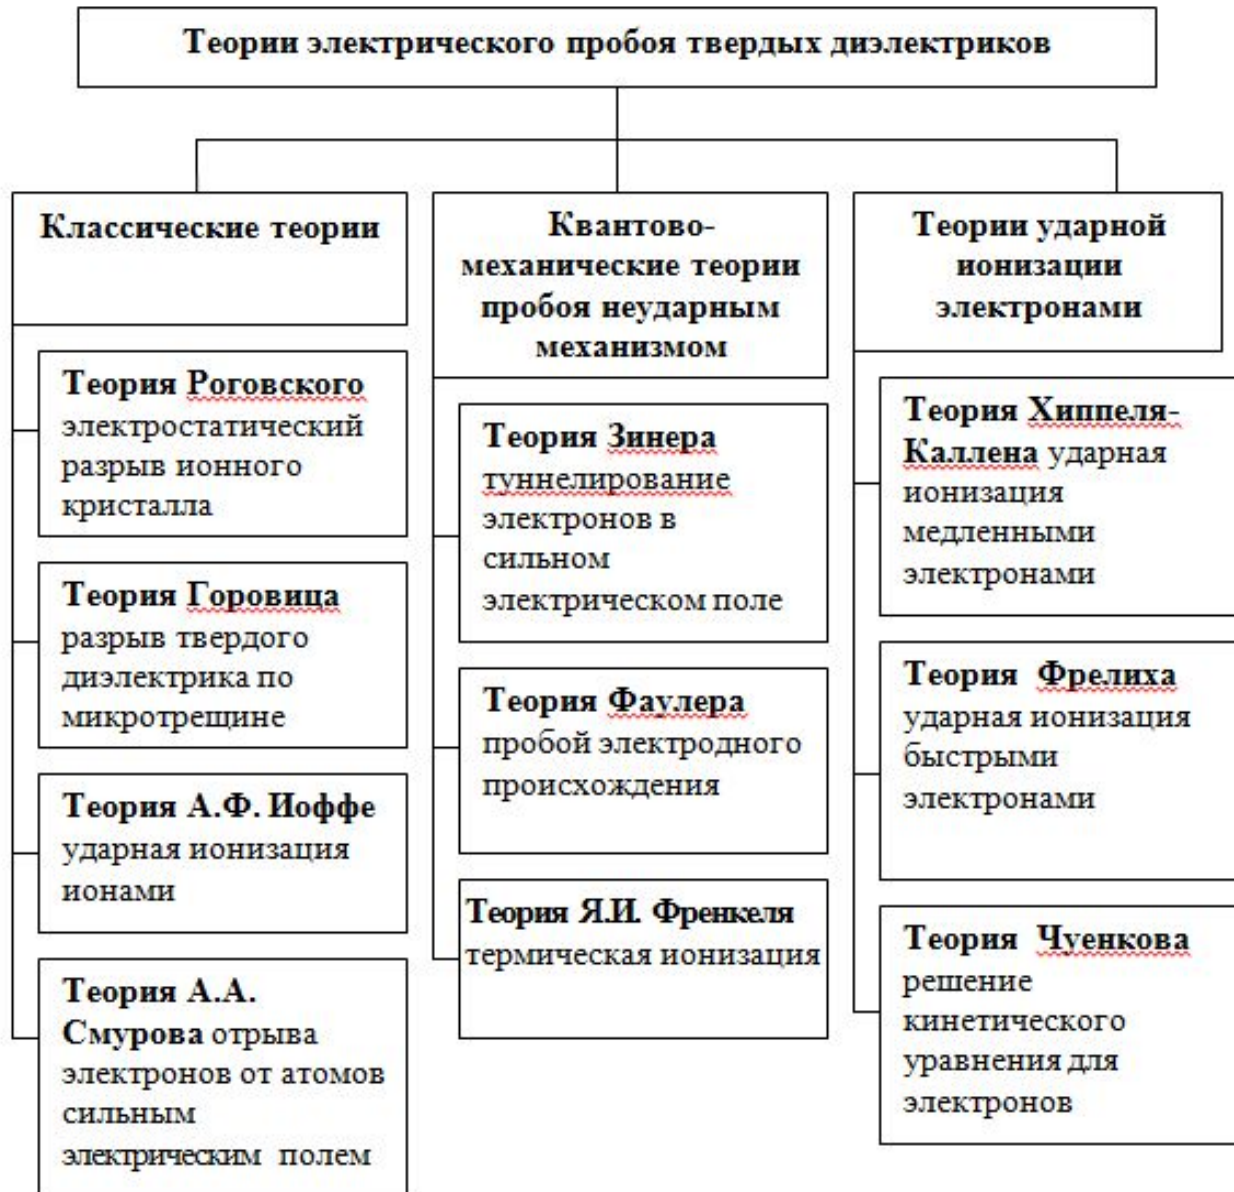 Теории электрического пробоя твердых диэлектриков
Классические теории
Теория Роговского
электростатический
разрыв ионного
кристалла
Теория Горовица
разрыв твердого
диэлектрика по
микротрещине
Теория А.Ф. Иоффе
ударная ионизация
ионами
Теория А.А.
Смурова отрыва
электронов от атомов
сильным
электрическим полем
Квантово-
механические теории
пробоя неударным
механизмом
Теория Зинера
туннелирование
электронов в
сильном
электрическом поле
Теория Фаулера
пробой электродного
происхождения
Теория Я.И. Френкеля
термическая ионизация
Теории ударной
ионизации
электронами
Теория Хиппеля-
Каллена ударная
ионизация
медленными
электронами
Теория Фрелиха
ударная ионизация
быстрыми
электронами
Теория Чуенкова
решение
кинетического
уравнения для
электронов